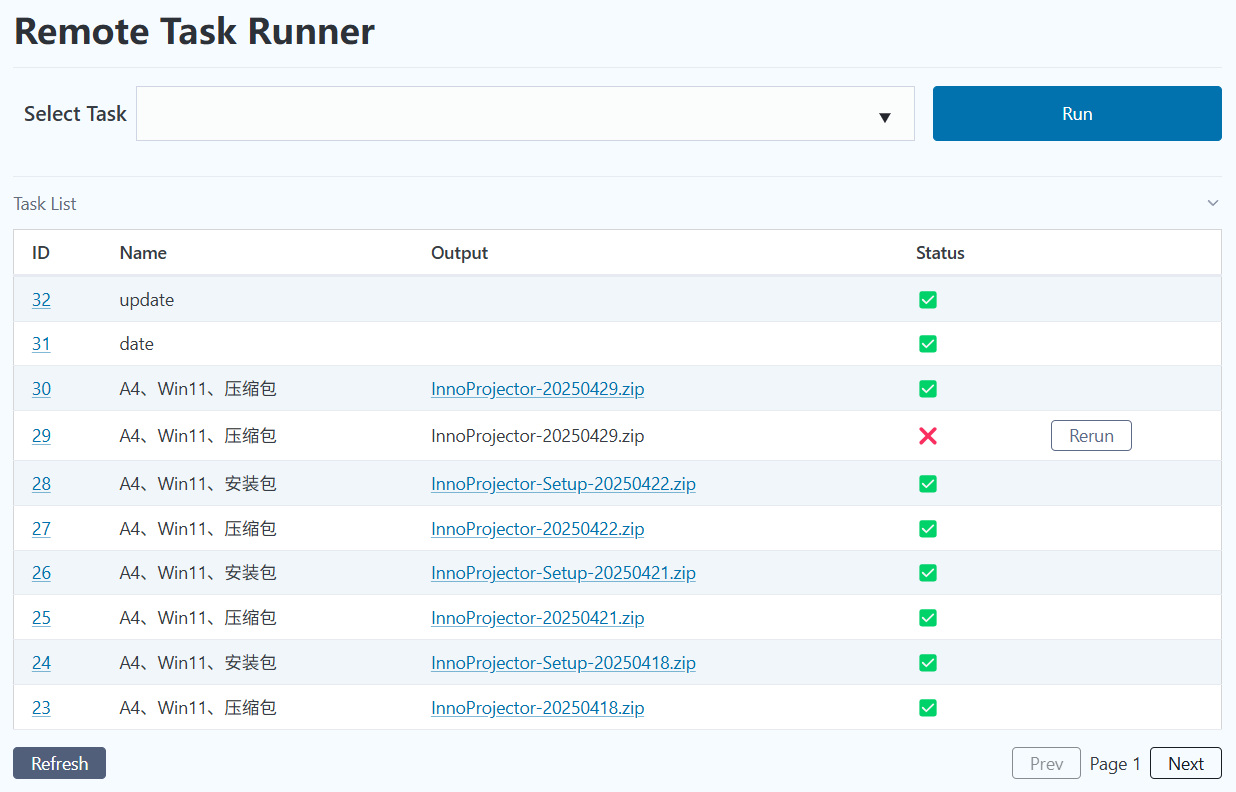 Remote Task Runner
Select Task
Run
Task List
ID Name Output Status
32 update
31 date
30 A4、Win11、压缩包 InnoProjector-20250429.zip
29 A4、Win11、压缩包 InnoProjector-20250429.zip Rerun
28 A4、Win11、安装包 InnoProjector-Setup-20250422.zip
27 A4、Win11、压缩包 InnoProjector-20250422.zip
26 A4、Win11、安装包 InnoProjector-Setup-20250421.zip
25 A4、Win11、压缩包 InnoProjector-20250421.zip
24 A4、Win11、安装包 InnoProjector-Setup-20250418.zip
23 A4、Win11、压缩包 InnoProjector-20250418.zip
Refresh Prev Page 1 Next